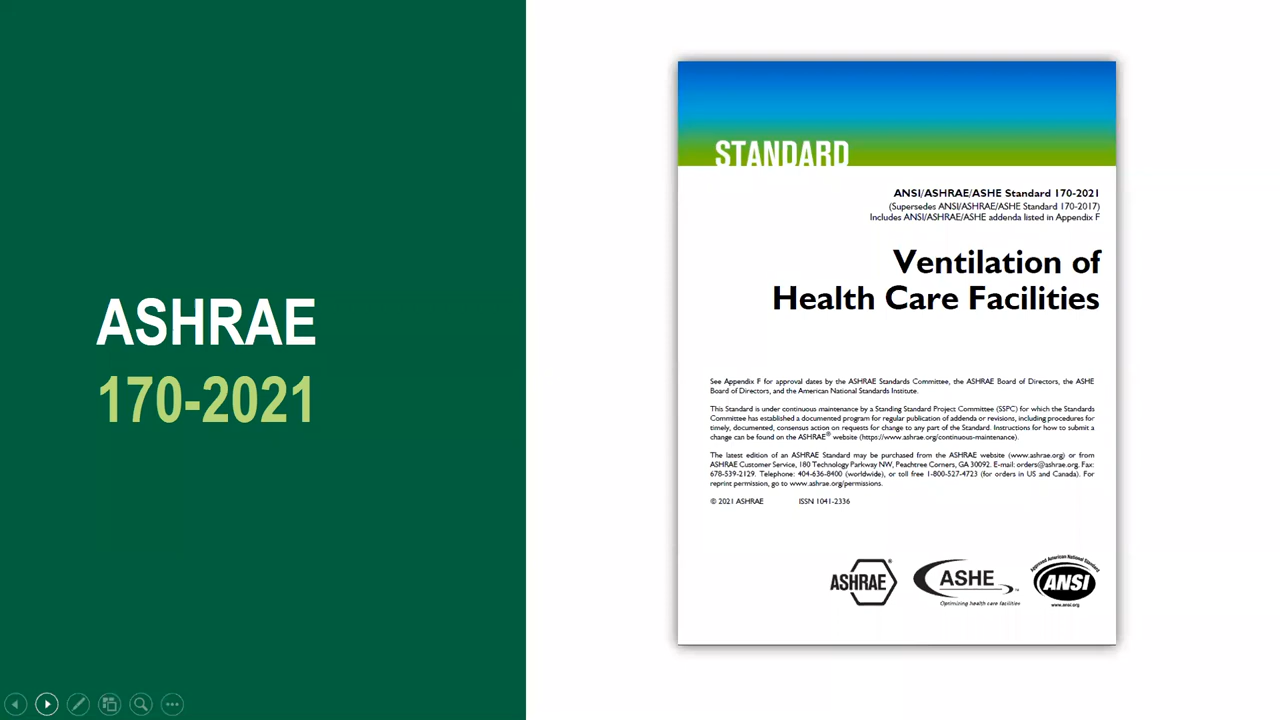 ASHRAE
170-2021
STANDARD
ANSI/ASHRAE/ASHE Standard 170-2021
(Supersedes ANSI/ASHRAE/ASHE Standard 170-2017)
Includes ANSI/ASHRAE/ASHE addenda listed in Appendix F
Ventilation of
Health Care Facilities
See Appendix F for approval dates by the ASHRAE Standards Committee, the ASHRAE Board of Directors, the ASHE
Board of Directors, and the American National Standards Institute.
This Standard is under continuous maintenance by a Standing Standard Project Committee (SSPC) for which the Standards
Committee has established a documented program for regular publication of addenda or revisions, including procedures for
timely, documented, consensus action on requests for change to any part of the Standard. Instructions for how to submit a
change can be found on the ASHRAE® website (https://www.ashrae.org/continuous-maintenance).
The latest edition of an ASHRAE Standard may be purchased from the ASHRAE website (www.ashrae.org) or from
ASHRAE Customer Service, 180 Technology Parkway NW, Peachtree Corners, GA 30092. E-mail: orders@ashrae.org. Fax:
678-539-2129. Telephone: 404-636-8400 (worldwide), or toll free 1-800-527-4723 (for orders in US and Canada). For
reprint permission, go to www.ashrae.org/permissions.
© 2021 ASHRAE ISSN 1041-2336
ASHRAE®
ASHE™
Optimizing health care facilities
Approved American National Standard
ANSI
www.ansi.org